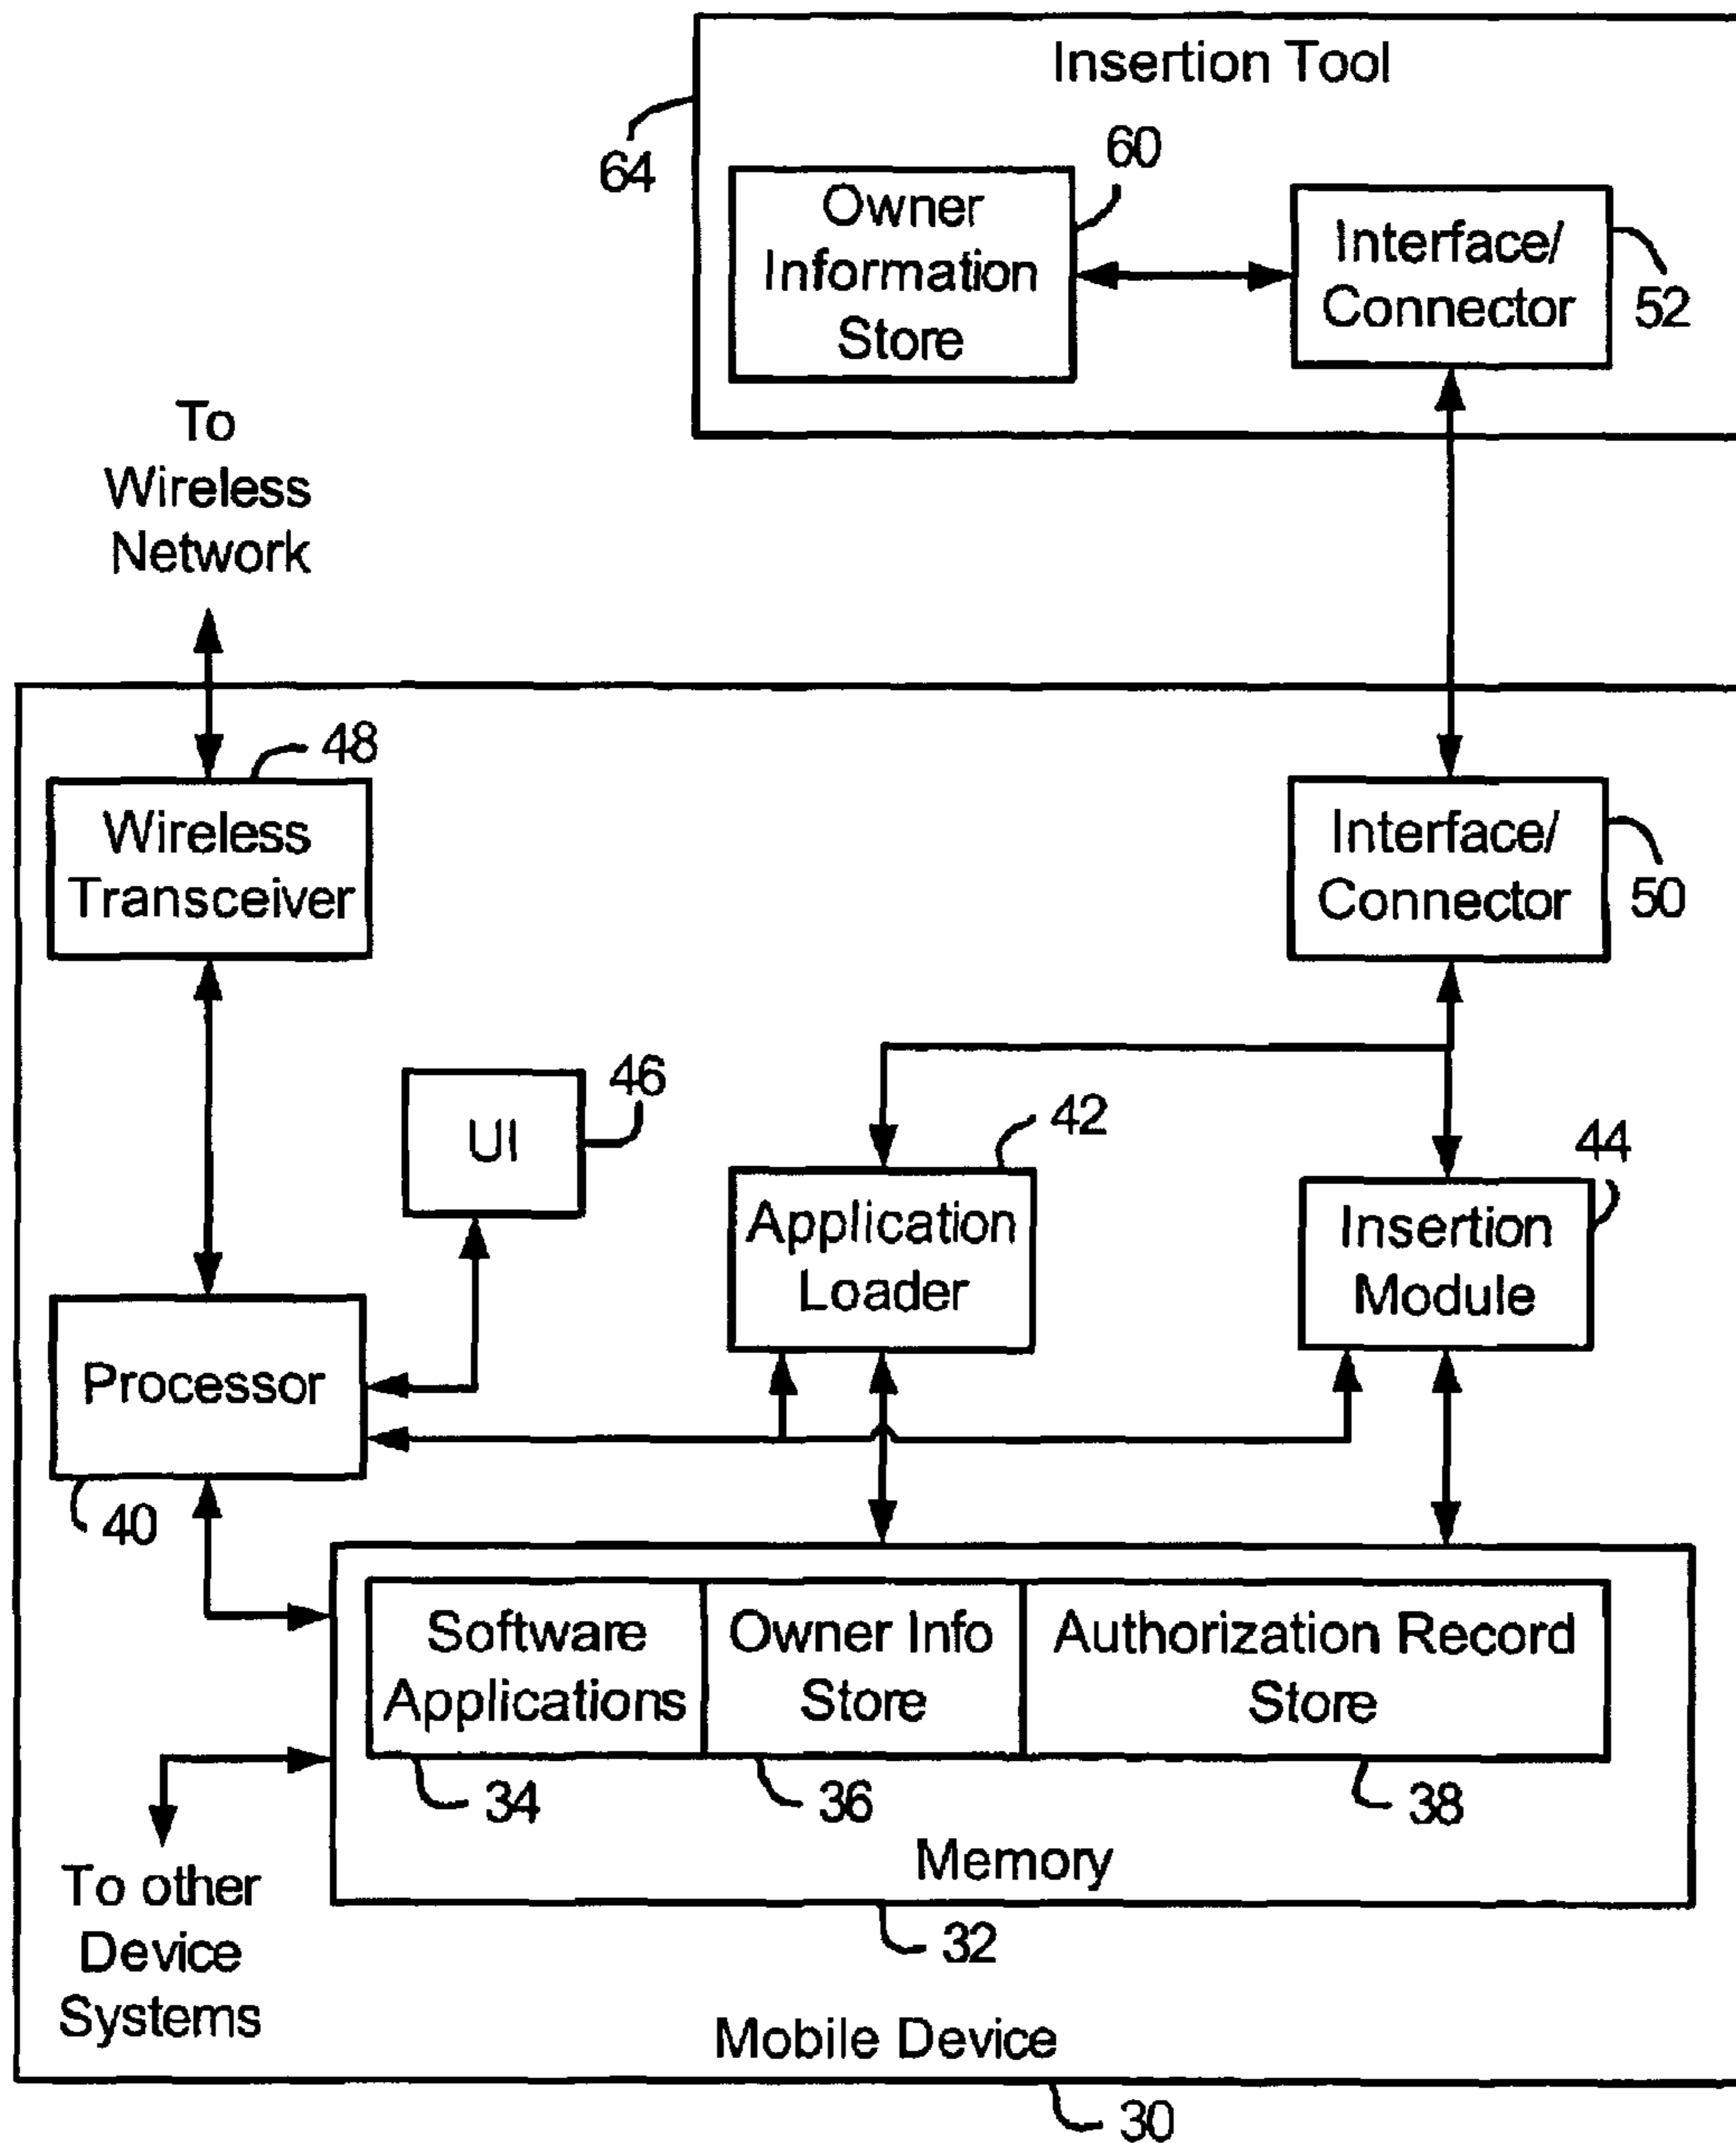 Insertion Tool
64
60
Owner
Information
Store
Interface/
Connector
52
To
Wireless
Network
48
Wireless
Transceiver
Interface/
Connector
50
46
UI
42
Application
Loader
44
Insertion
Module
Processor
40
Software
Applications
Owner Info
Store
Authorization Record
Store
34
36
38
Memory
To other
Device
Systems
32
Mobile Device
30